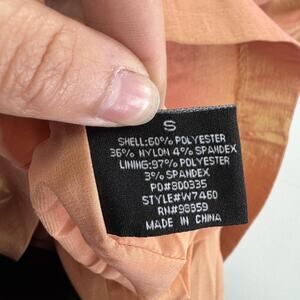 S
SHELL:60% POLYESTER
36% NYLON 4% SPANDEX
LINING:97% POLYESTER
3% SPANDEX
PO#800335
STYLE#W7460
RN#98859
MADE IN CHINA